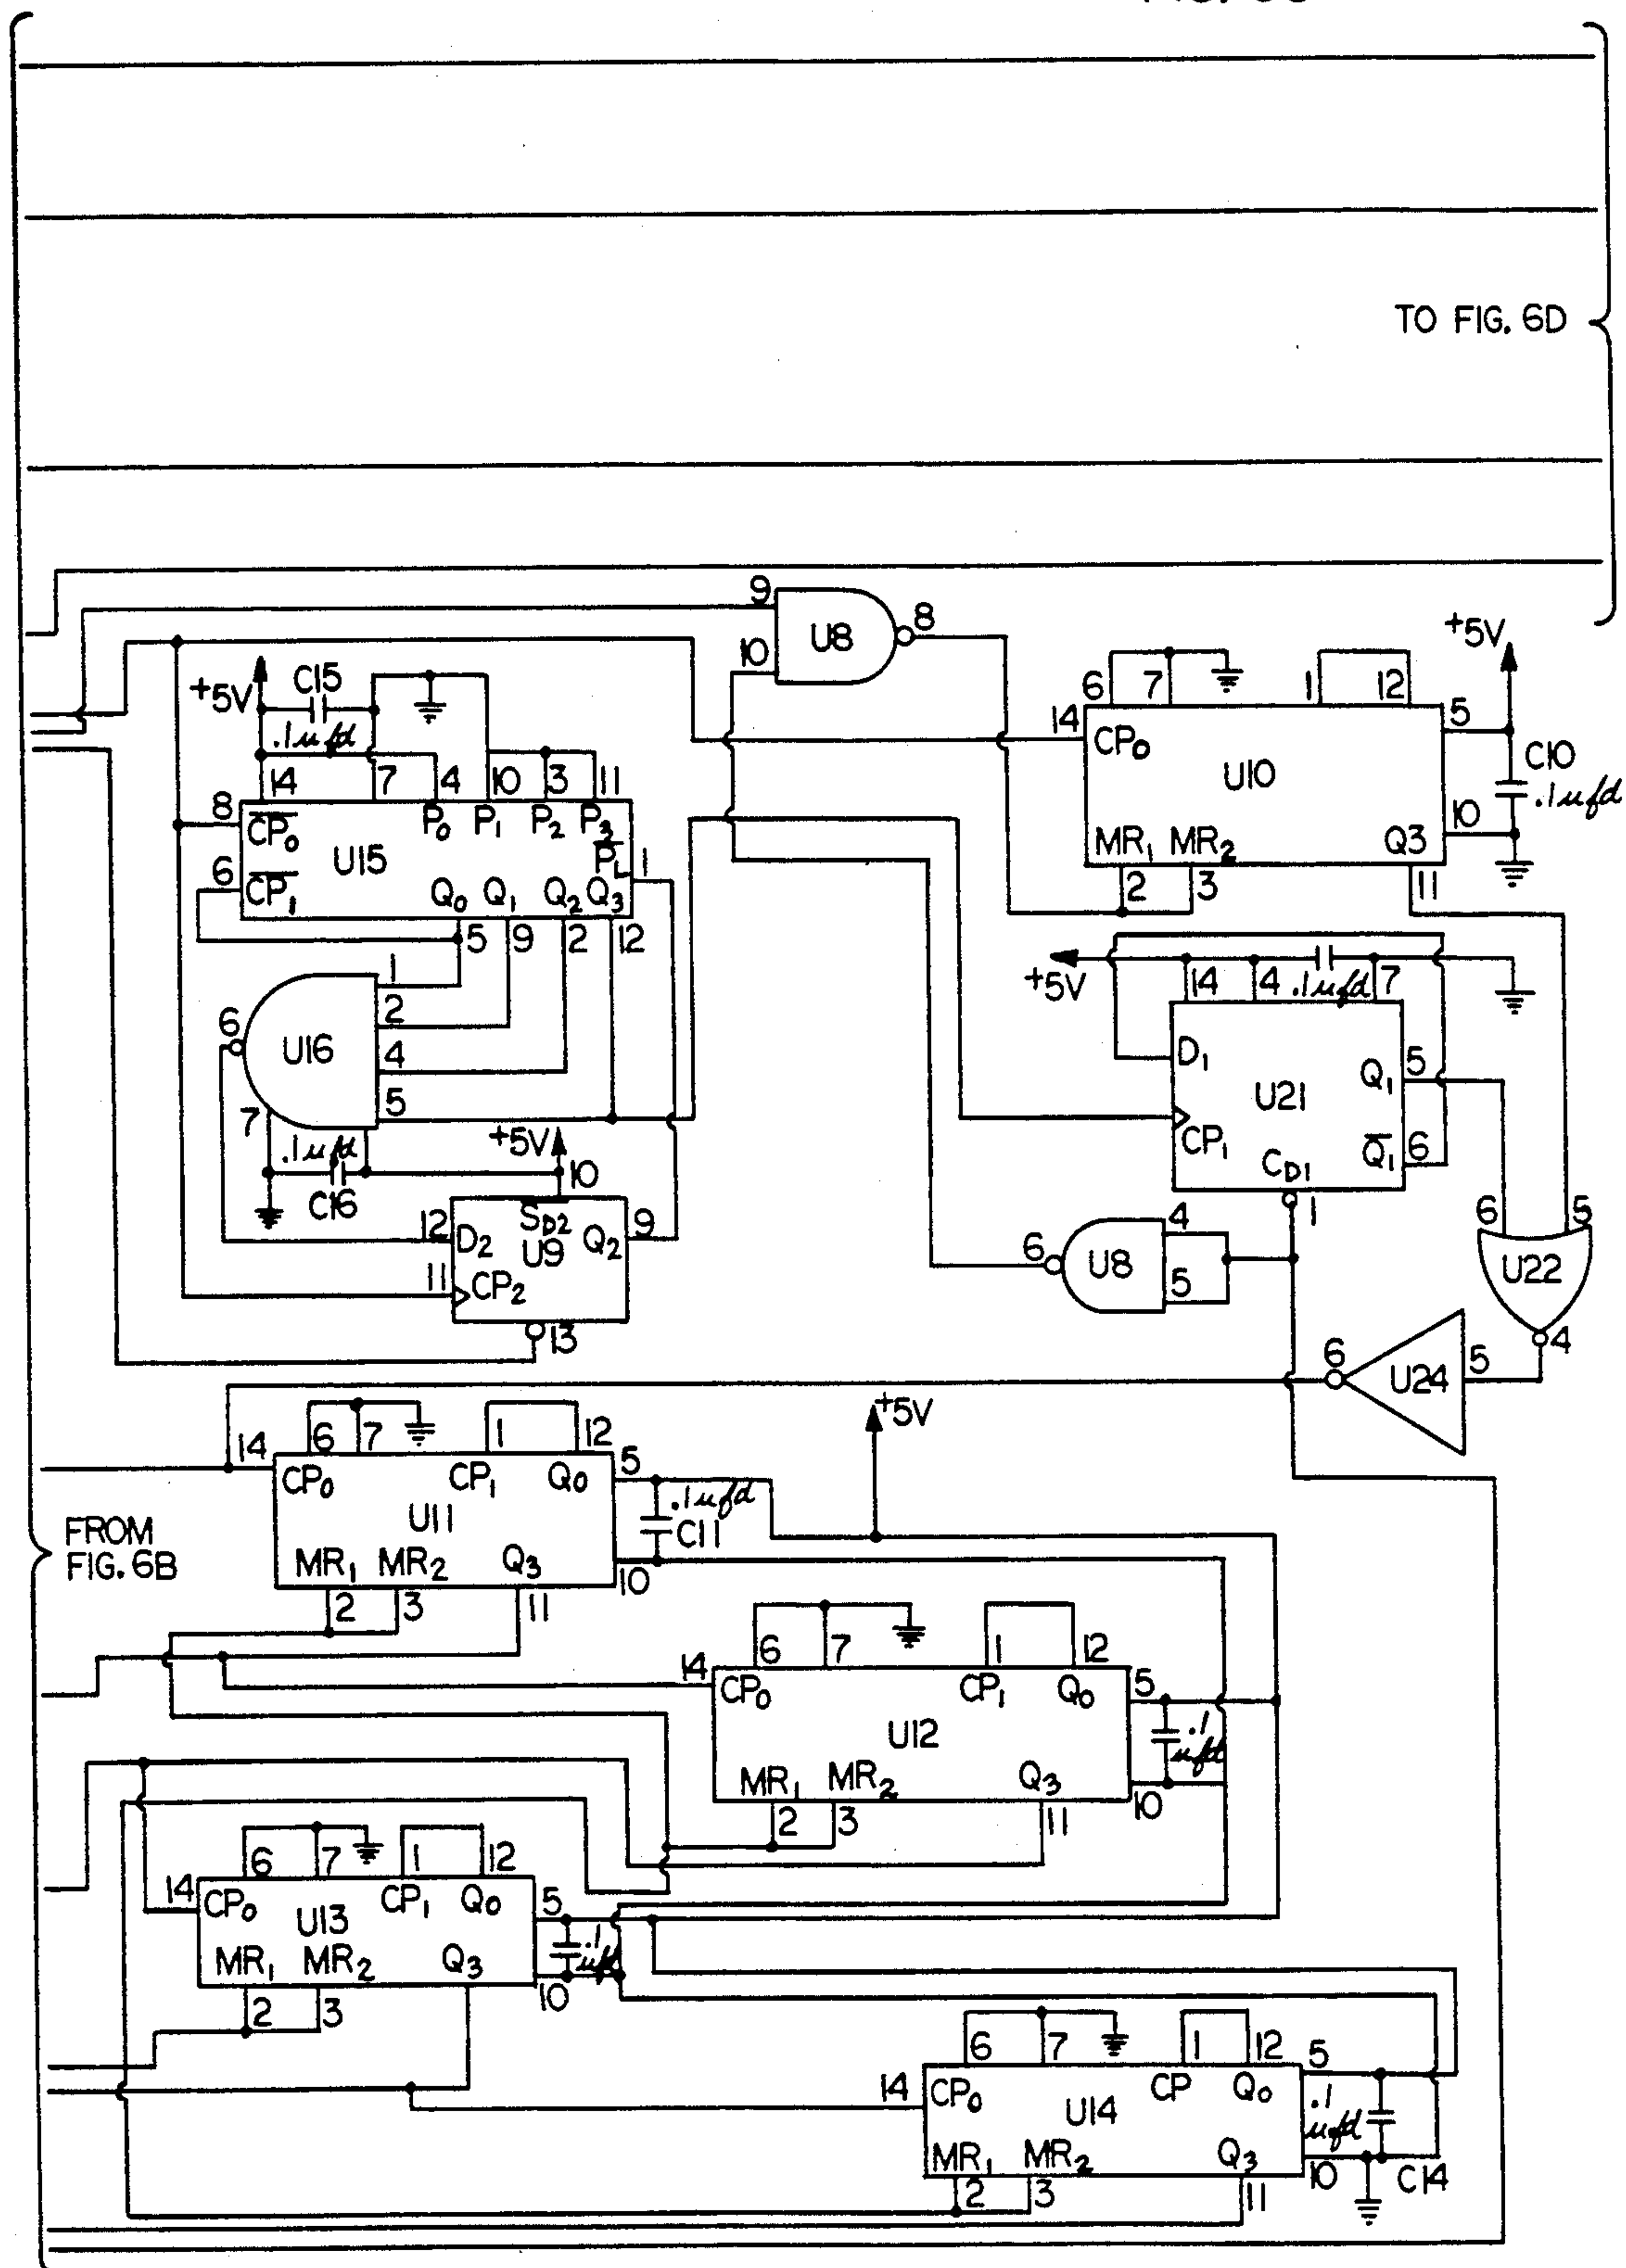 TO FIG. 6D
9
U8
8
10
+5V
C15
.1ufd
14
7
4
10
3
11
8
CP0
P0
P1
P2
P3
PL
1
U15
6
CP1
Q0
Q1
Q2
Q3
5
9
2
12
1
2
6
U16
4
5
7
+5V
.1ufd
10
C16
SD2
12
D2
U9
Q2
9
11
CP2
13
+5V
6
7
1
12
14
CP0
5
C10
U10
.1ufd
10
MR1
MR2
Q3
2
3
11
+5V
14
4
.1ufd
7
D1
Q1
5
U21
CP1
Q̅1
6
CD1
1
4
6
U8
5
6
5
U22
4
6
U24
5
+5V
14
6
7
1
12
CP0
CP1
Q0
5
.1ufd
U11
C11
FROM
FIG. 6B
MR1
MR2
Q3
10
2
3
11
6
7
1
12
14
CP0
CP1
Q0
5
U12
.1
ufd
MR1
MR2
Q3
10
2
3
11
6
7
1
12
14
CP0
CP1
Q0
5
U13
.1
ufd
MR1
MR2
Q3
10
2
3
6
7
1
12
5
14
CP0
CP
Q0
U14
.1
ufd
MR1
MR2
Q3
10
C14
2
3
11